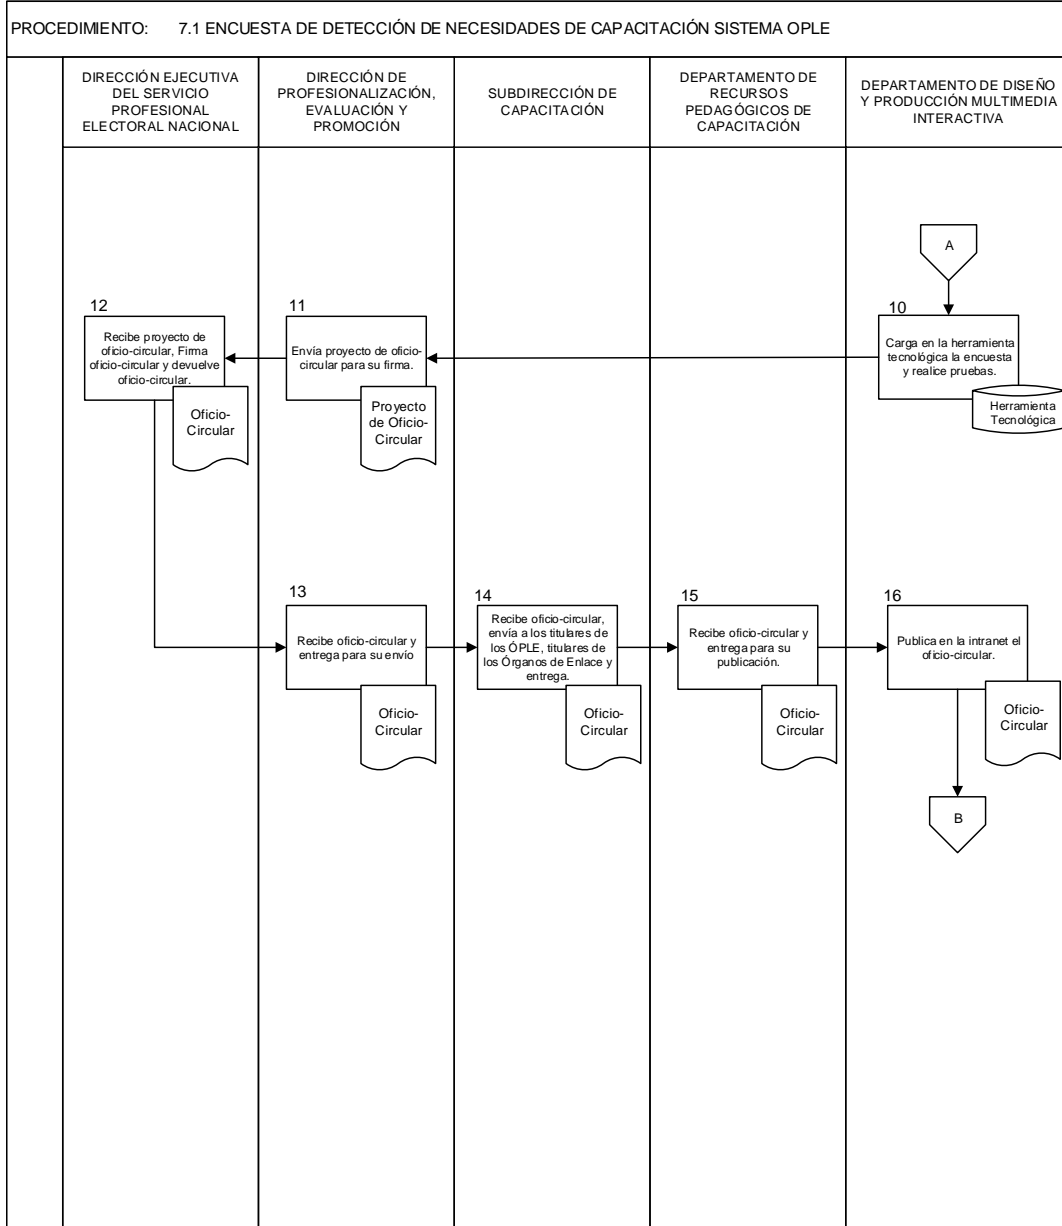 PROCEDIMIENTO: 7.1 ENCUESTA DE DETECCIÓN DE NECESIDADES DE CAPACITACIÓN SISTEMA OPLE
DIRECCIÓN EJECUTIVA
DEL SERVICIO
PROFESIONAL
ELECTORAL NACIONAL
DIRECCIÓN DE
PROFESIONALIZACIÓN,
EVALUACIÓN Y
PROMOCIÓN
SUBDIRECCIÓN DE
CAPACITACIÓN
DEPARTAMENTO DE
RECURSOS
PEDAGÓGICOS DE
CAPACITACIÓN
DEPARTAMENTO DE DISEÑO
Y PRODUCCIÓN MULTIMEDIA
INTERACTIVA
A
10
Carga en la herramienta
tecnológica la encuesta
y realice pruebas.
Herramienta
Tecnológica
11
Envía proyecto de oficio-
circular para su firma.
Proyecto
de Oficio-
Circular
12
Recibe proyecto de
oficio-circular, Firma
oficio-circular y devuelve
oficio-circular.
Oficio-
Circular
13
Recibe oficio-circular y
entrega para su envío
Oficio-
Circular
14
Recibe oficio-circular,
envía a los titulares de
los ÓPLE, titulares de
los Órganos de Enlace y
entrega.
Oficio-
Circular
15
Recibe oficio-circular y
entrega para su
publicación.
Oficio-
Circular
16
Publica en la intranet el
oficio-circular.
Oficio-
Circular
B